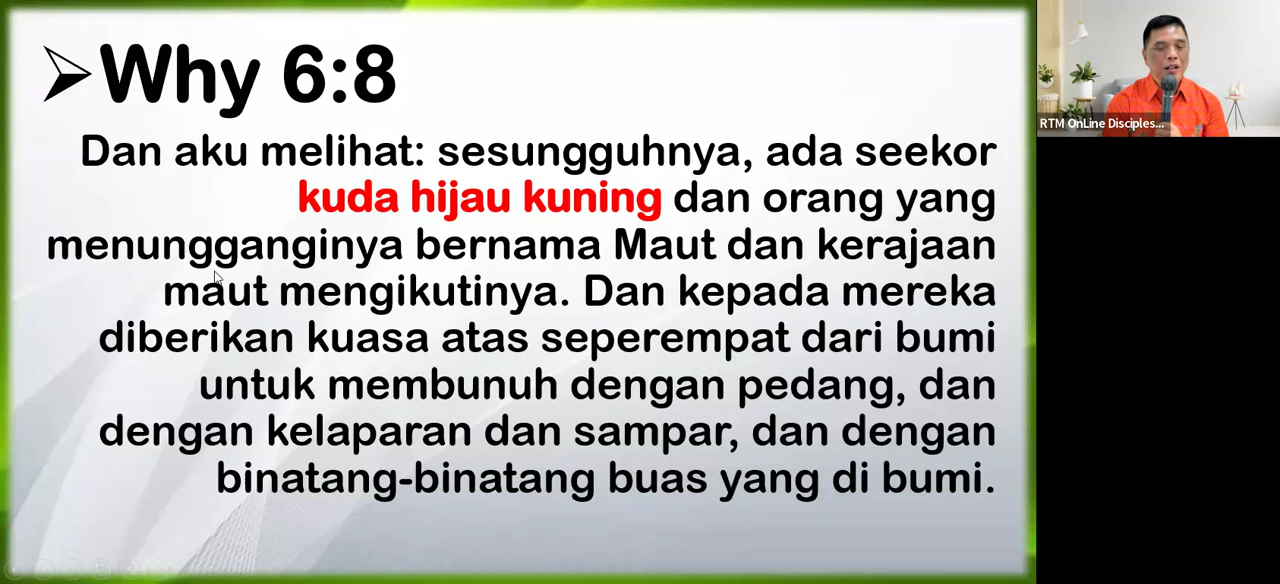 Why 6:8
Dan aku melihat: sesungguhnya, ada seekor
kuda hijau kuning dan orang yang
menungganginya bernama Maut dan kerajaan
maut mengikutinya. Dan kepada mereka
diberikan kuasa atas seperempat dari bumi
untuk membunuh dengan pedang, dan
dengan kelaparan dan sampar, dan dengan
binatang-binatang buas yang di bumi.
RTM OnLine Disciples...